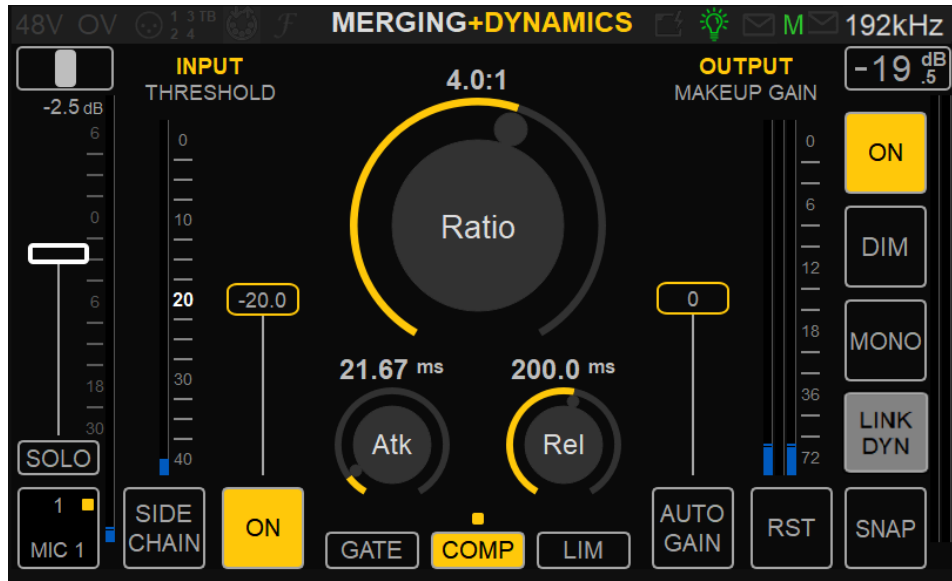 48V OV 1 3 TB 2 4 F MERGING+DYNAMICS M 192kHz
-2.5 dB
INPUT
THRESHOLD
4.0:1
OUTPUT
MAKEUP GAIN
-19 dB .5
6
0
6
18
30
0
10
20
30
40
-20.0
Ratio
0
0
6
12
18
36
72
ON
DIM
MONO
LINK
DYN
21.67 ms
200.0 ms
Atk
Rel
SOLO
1
MIC 1
SIDE
CHAIN
ON
GATE
COMP
LIM
AUTO
GAIN
RST
SNAP